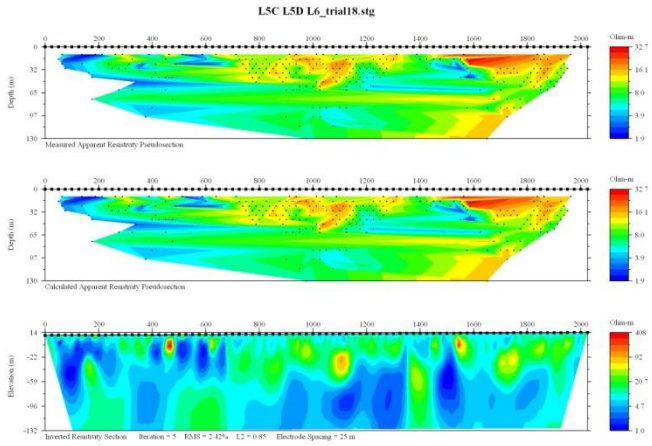 L5C L5D L6_trial18.stg
0 200 400 600 800 1000 1200 1400 1600 1800 2000
Ohm-m
Depth (m)
0
32
65
97
130
32.7
16.1
8.0
3.9
1.9
Measured Apparent Resistivity Pseudosection
0 200 400 600 800 1000 1200 1400 1600 1800 2000
Ohm-m
Depth (m)
0
32
65
97
130
32.7
16.1
8.0
3.9
1.9
Calculated Apparent Resistivity Pseudosection
0 200 400 600 800 1000 1200 1400 1600 1800 2000
Ohm-m
Elevation (m)
14
-22
-59
-96
-132
408
92
20.7
4.7
1.0
Inverted Resistivity Section Iteration = 5 RMS = 2.42% L2 = 0.85 Electrode Spacing = 25 m